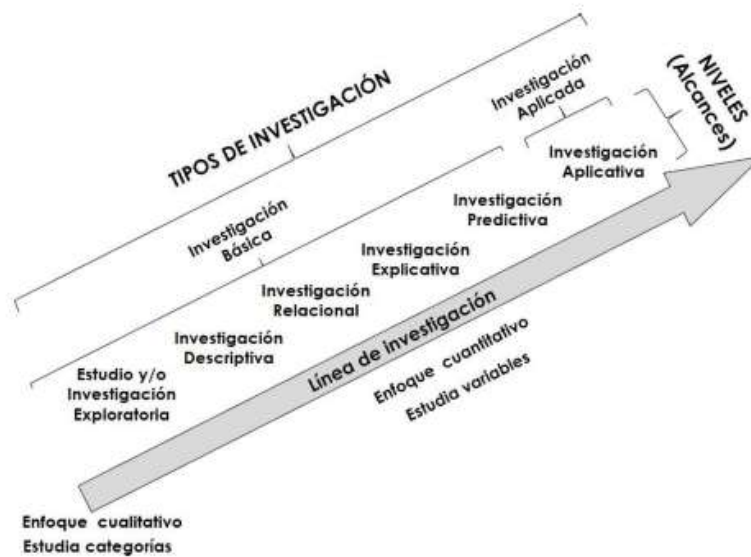 TIPOS DE INVESTIGACIÓN
Investigación
Aplicada
NIVELES
(Alcances)
Investigación
Básica
Investigación
Aplicativa
Investigación
Predictiva
Investigación
Explicativa
Investigación
Relacional
Investigación
Descriptiva
Estudio y/o
Investigación
Exploratoria
Línea de investigación
Enfoque cuantitativo
Estudia variables
Enfoque cualitativo
Estudia categorías